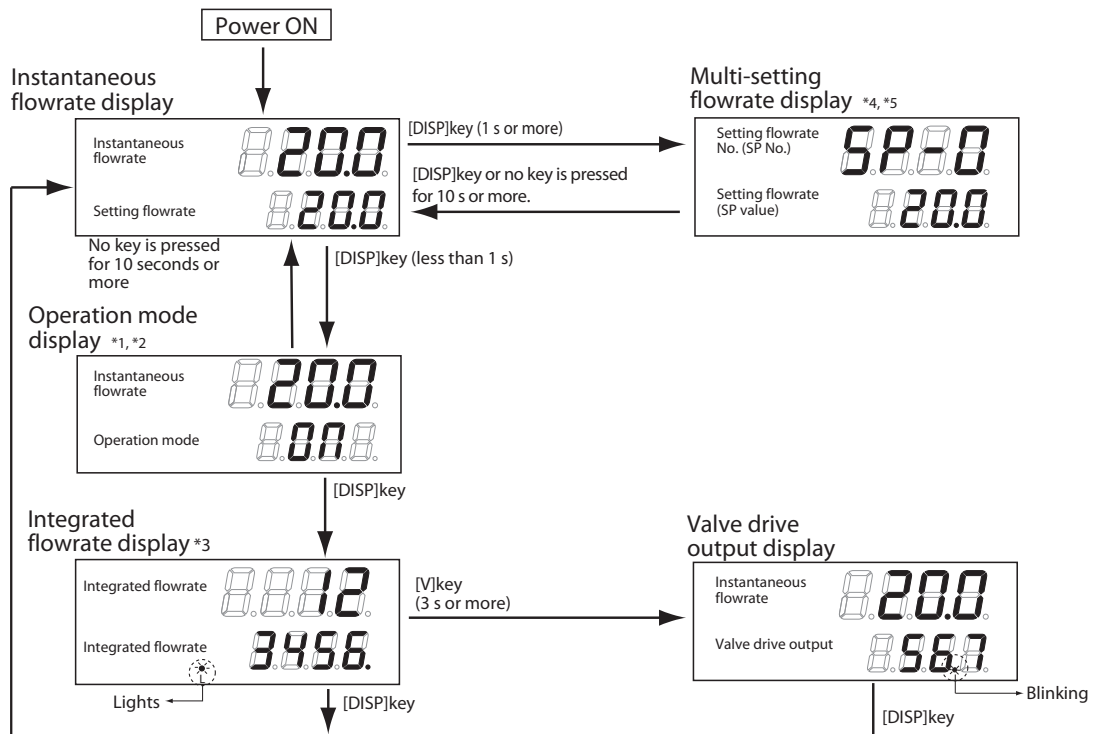 Power ON
Instantaneous
flowrate display
Instantaneous
flowrate
20.0
Setting flowrate
20.0
[DISP]key (1 s or more)
[DISP]key or no key is pressed
for 10 s or more.
Multi-setting
flowrate display *4, *5
Setting flowrate
No. (SP No.)
SP-0
Setting flowrate
(SP value)
20.0
No key is pressed
for 10 seconds or
more
[DISP]key (less than 1 s)
Operation mode
display *1, *2
Instantaneous
flowrate
20.0
Operation mode
on
[DISP]key
Integrated
flowrate display *3
Integrated flowrate
12
Integrated flowrate
3456.
L
Lights
[V]key
(3 s or more)
Valve drive
output display
Instantaneous
flowrate
20.0
Valve drive output
56.7
Blinking
[DISP]key
[DISP]key